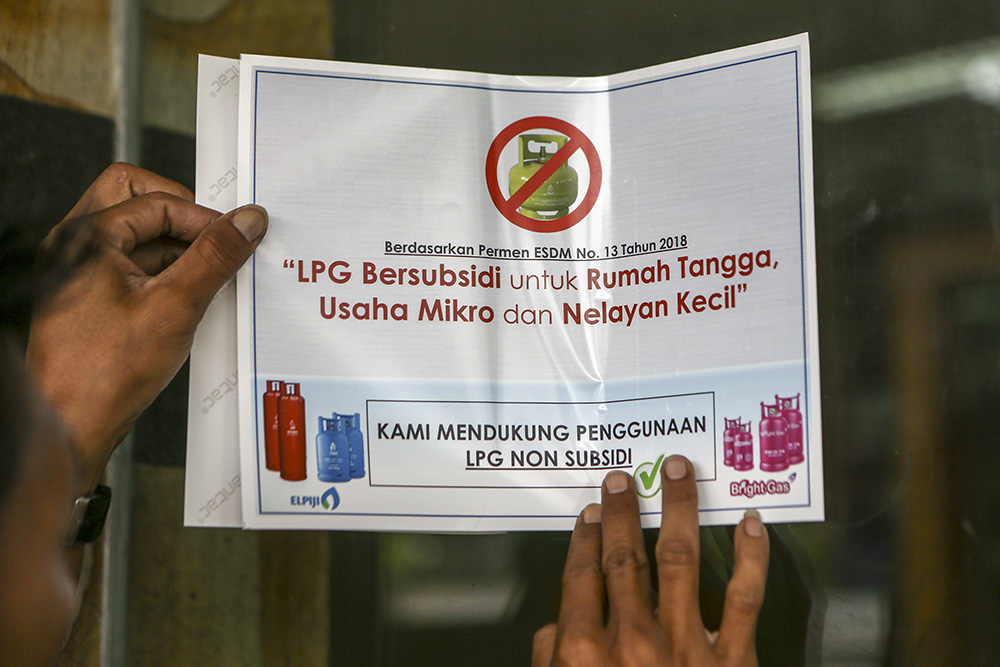 Berdasarkan Permen ESDM No. 13 Tahun 2018
“LPG Bersubsidi untuk Rumah Tangga,
Usaha Mikro dan Nelayan Kecil”
KAMI MENDUKUNG PENGGUNAAN
LPG NON SUBSIDI
ELPIJI
Bright Gas